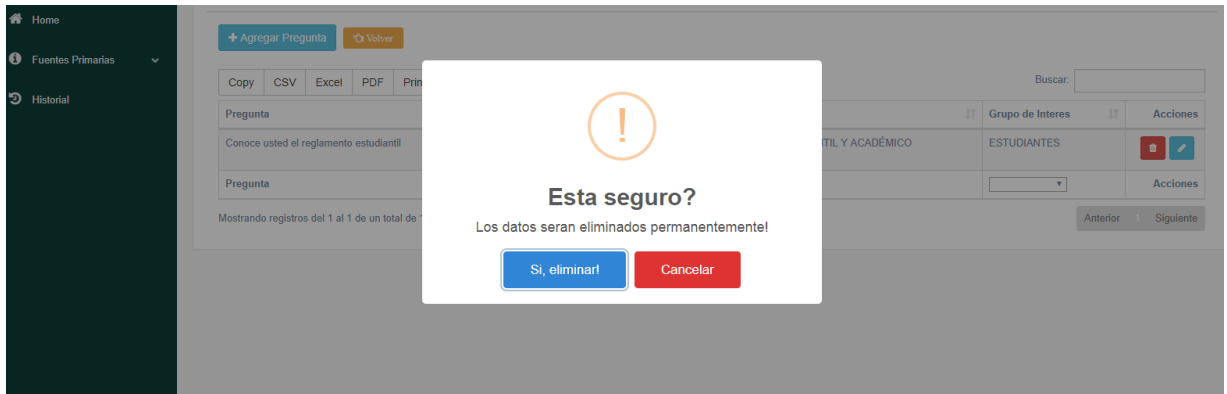 Home
Fuentes Primarias
Historial
Agregar Pregunta
Volver
Copy
CSV
Excel
PDF
Buscar:
Pregunta
Grupo de Interes
Acciones
Conoce usted el reglamento estudiantil
Y ACADÉMICO
ESTUDIANTES
Pregunta
Acciones
Mostrando registros del 1 al 1 de un total de
Anterior
1
Siguiente
Esta seguro?
Los datos seran eliminados permanentemente!
Si, eliminar!
Cancelar